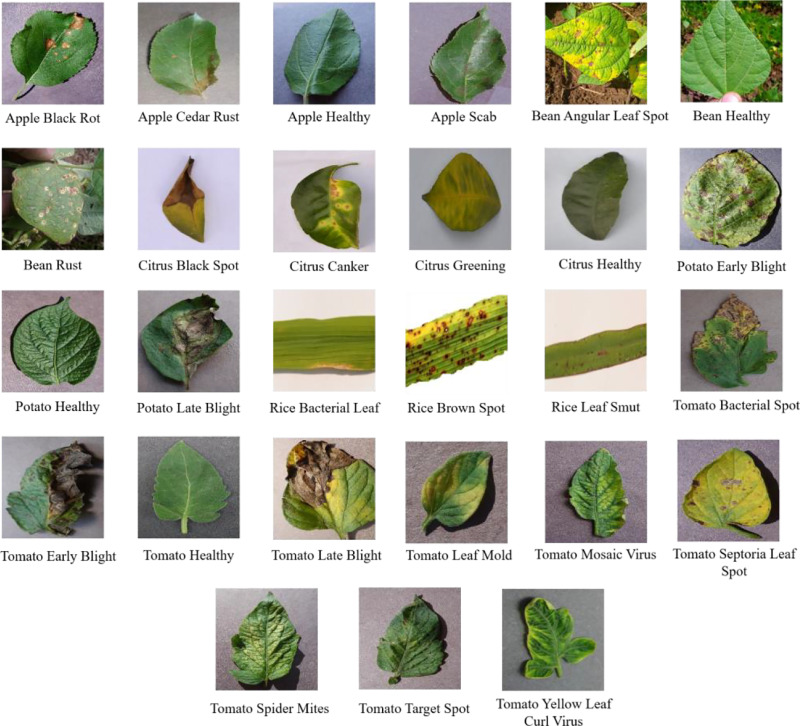 Apple Black Rot
Apple Cedar Rust
Apple Healthy
Apple Scab
Bean Angular Leaf Spot
Bean Healthy
Bean Rust
Citrus Black Spot
Citrus Canker
Citrus Greening
Citrus Healthy
Potato Early Blight
Potato Healthy
Potato Late Blight
Rice Bacterial Leaf
Rice Brown Spot
Rice Leaf Smut
Tomato Bacterial Spot
Tomato Early Blight
Tomato Healthy
Tomato Late Blight
Tomato Leaf Mold
Tomato Mosaic Virus
Tomato Septoria Leaf
Spot
Tomato Spider Mites
Tomato Target Spot
Tomato Yellow Leaf
Curl Virus